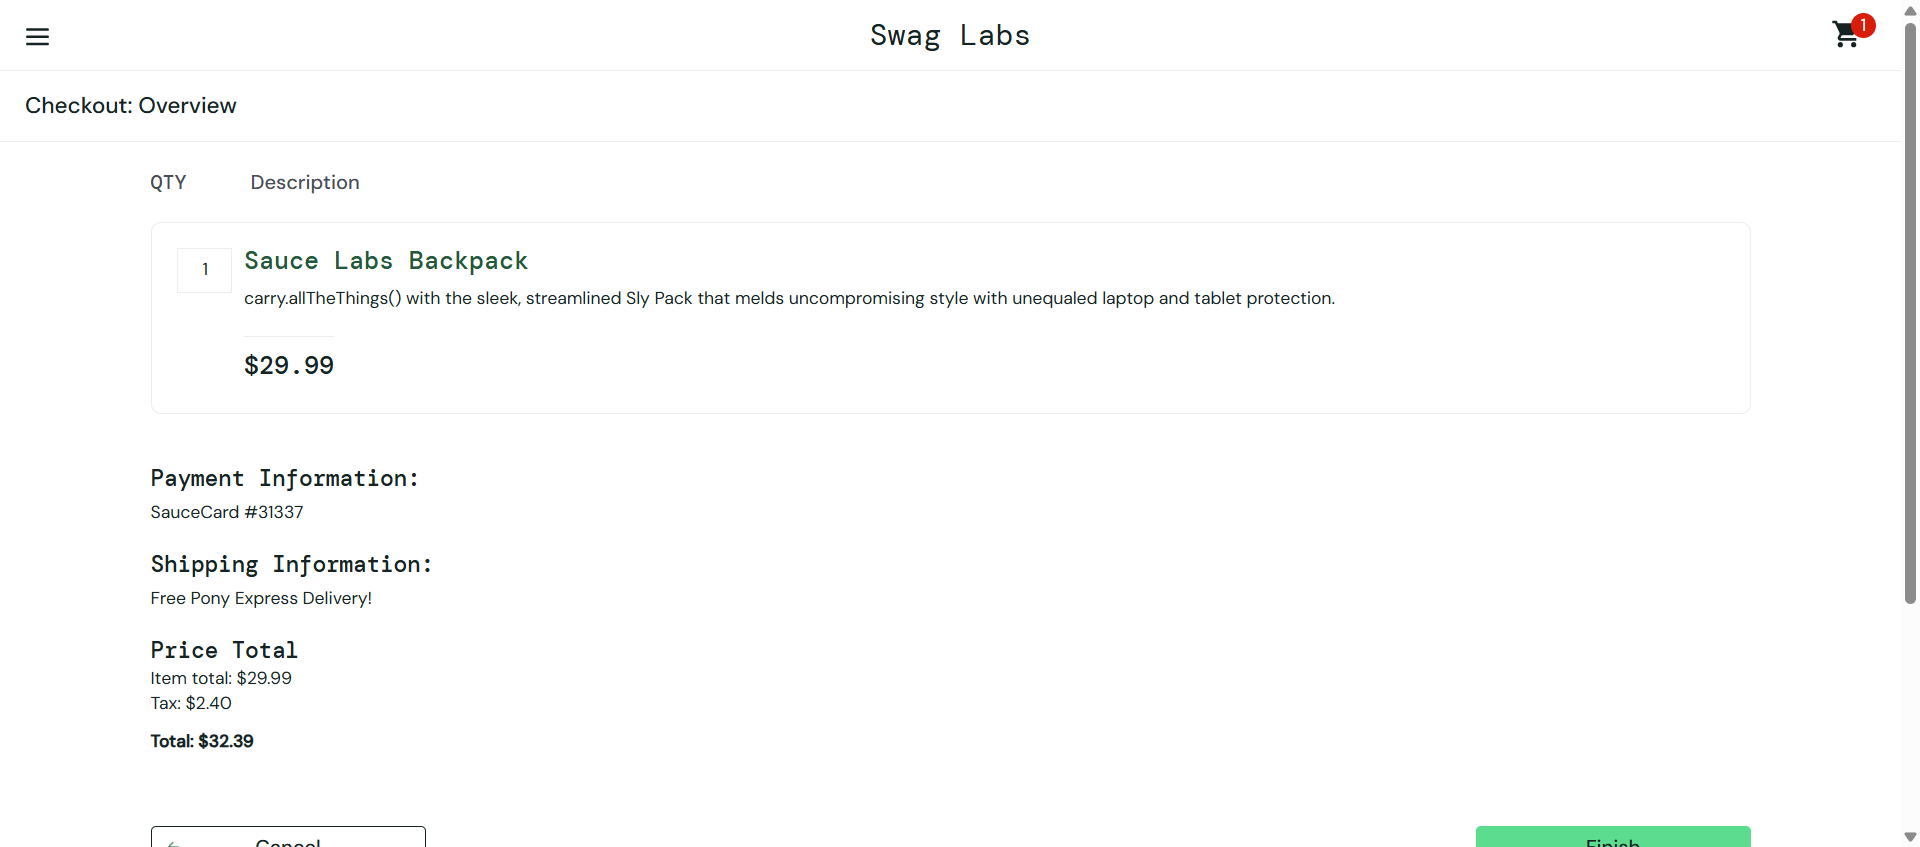 Swag Labs
1
Checkout: Overview
QTY Description
1
Sauce Labs Backpack
carry.allTheThings() with the sleek, streamlined Sly Pack that melds uncompromising style with unequaled laptop and tablet protection.
$29.99
Payment Information:
SauceCard #31337
Shipping Information:
Free Pony Express Delivery!
Price Total
Item total: $29.99
Tax: $2.40
Total: $32.39
Cancel Finish